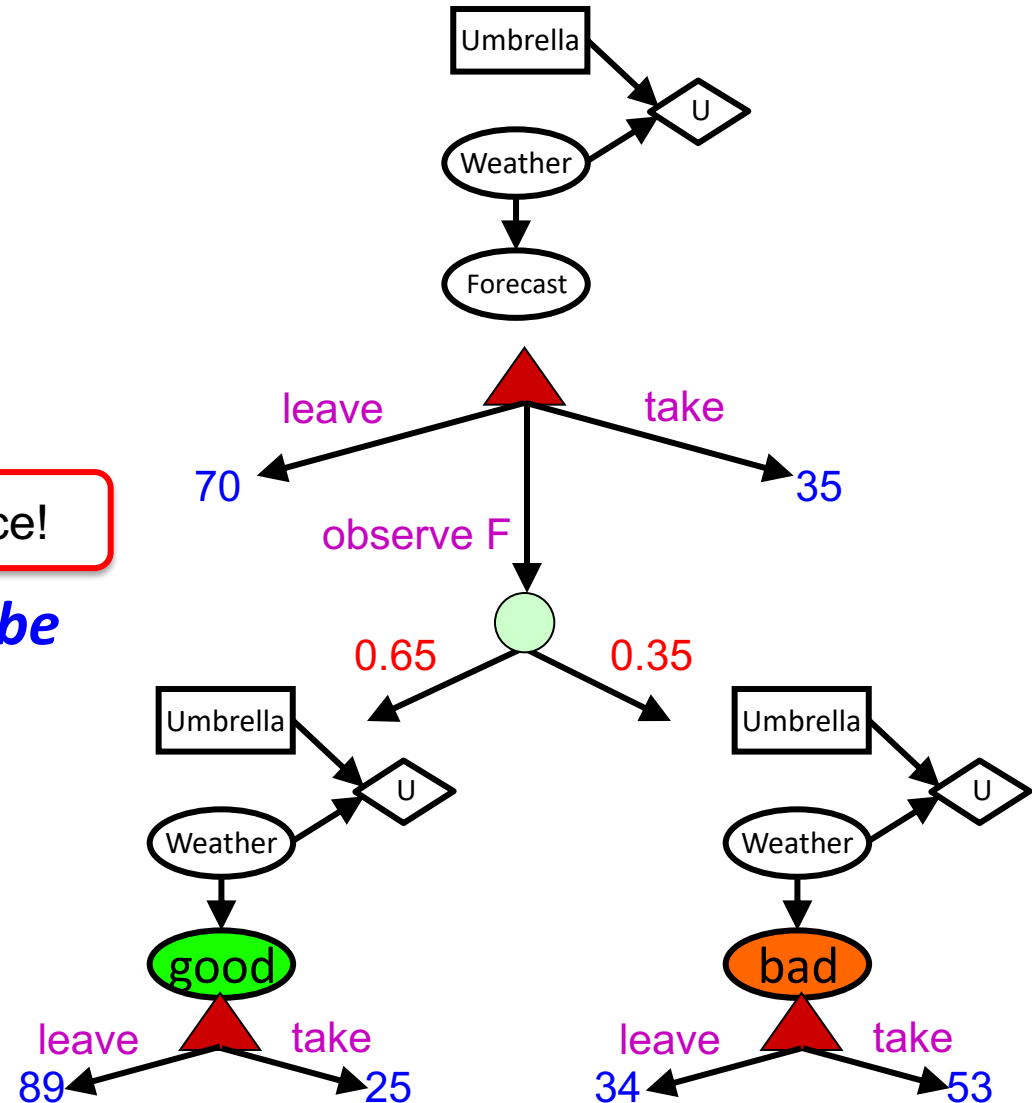 Umbrella
U
Weather
Forecast
leave
take
70
35
ce!
observe F
be
0.65
0.35
Umbrella
Umbrella
U
U
Weather
Weather
good
bad
leave
take
leave
take
89
25
34
53